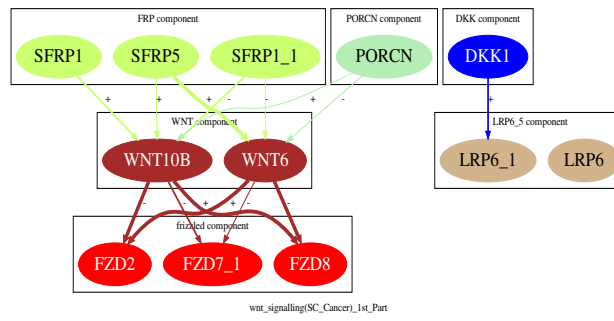 FRP component
PORCN component
DKK component
SFRP1
SFRP5
SFRP1_1
PORCN
DKK1
+ + + - - + - +
WNT component
LRP6_5 component
WNT10B
WNT6
LRP6_1
LRP6
- - + + - -
frizzled component
FZD2
FZD7_1
FZD8
wnt_signalling(SC_Cancer)_1st_Part